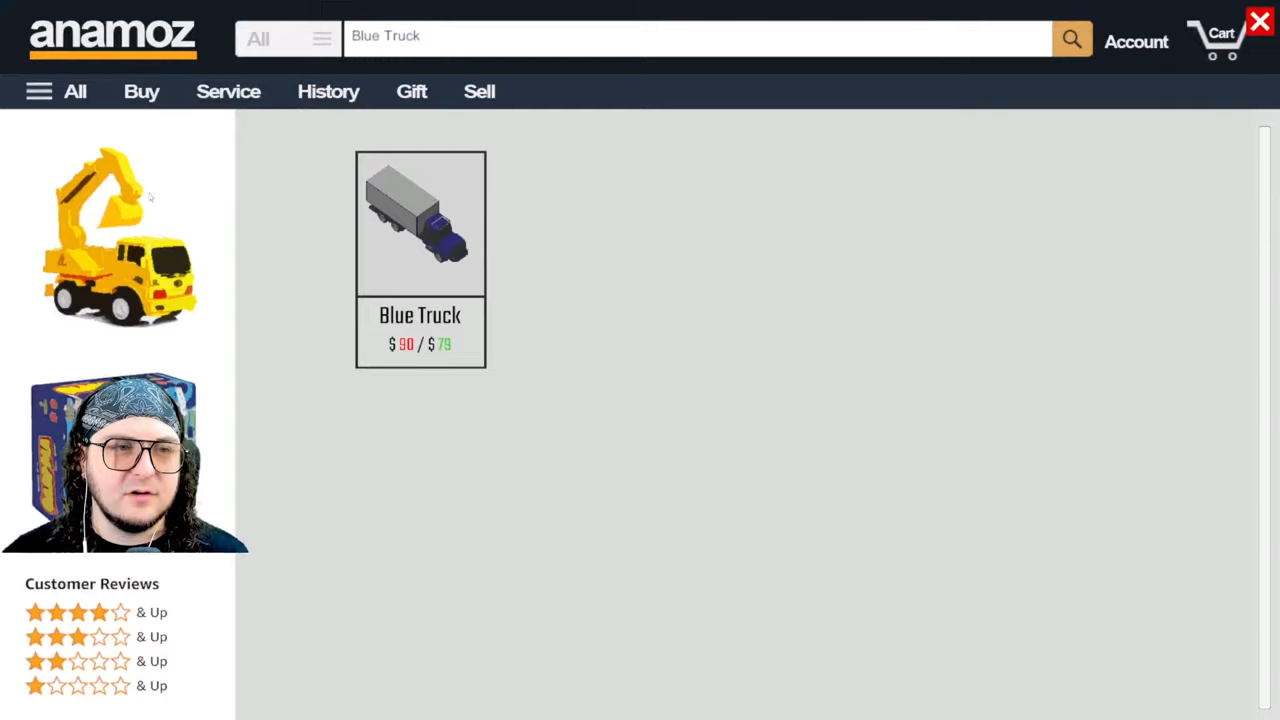 anamoz
All
Blue Truck
Account
Cart
All
Buy
Service
History
Gift
Sell
Blue Truck
$ 90 / $ 79
Customer Reviews
& Up
& Up
& Up
& Up